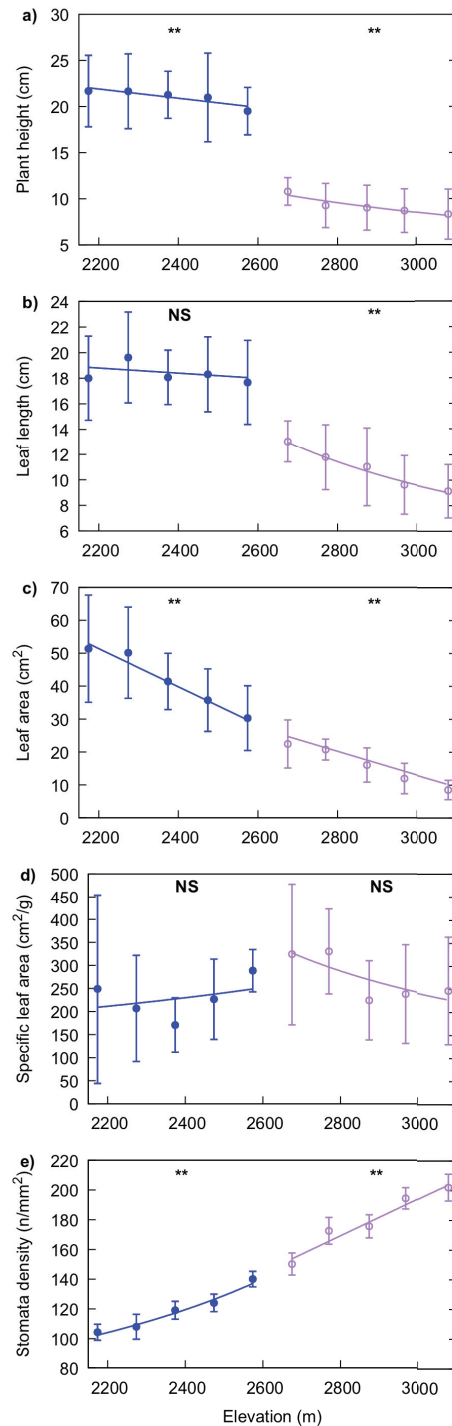 a)
**
**
Plant height (cm)
30
25
20
15
10
5
2200 2400 2600 2800 3000
b)
NS
**
Leaf length (cm)
24
22
20
18
16
14
12
10
8
6
2200 2400 2600 2800 3000
c)
**
**
Leaf area (cm²)
70
60
50
40
30
20
10
0
2200 2400 2600 2800 3000
d)
NS
NS
Specific leaf area (cm²/g)
500
450
400
350
300
250
200
150
100
50
0
2200 2400 2600 2800 3000
e)
**
**
Stomata density (n/mm²)
220
200
180
160
140
120
100
80
2200 2400 2600 2800 3000
Elevation (m)